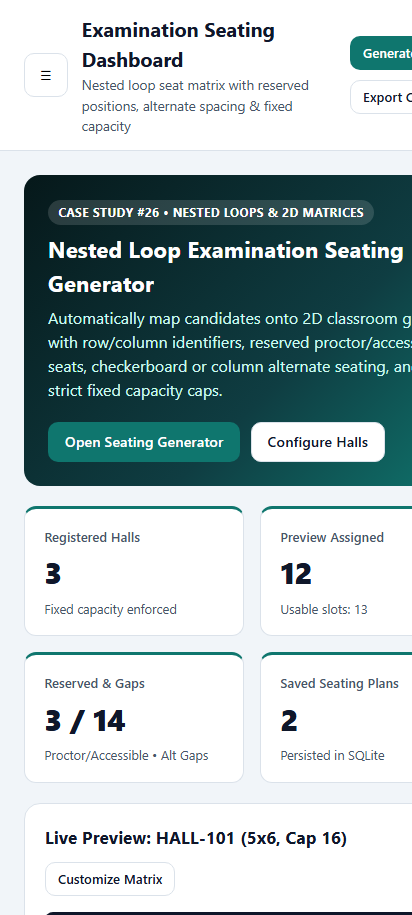 Examination Seating
Dashboard
Nested loop seat matrix with reserved
positions, alternate spacing & fixed
capacity
Export
CASE STUDY #26 • NESTED LOOPS & 2D MATRICES
Nested Loop Examination Seating
Generator
Automatically map candidates onto 2D classroom
with row/column identifiers, reserved
seats, checkerboard or column alternate seating,
strict fixed capacity caps.
Open Seating Generator
Configure Halls
Registered Halls
3
Fixed capacity enforced
Preview Assigned
12
Usable slots: 13
Reserved & Gaps
3 / 14
Proctor/Accessible • Alt Gaps
Saved Seating Plans
2
Persisted in SQLite
Live Preview: HALL-101 (5x6, Cap 16)
Customize Matrix